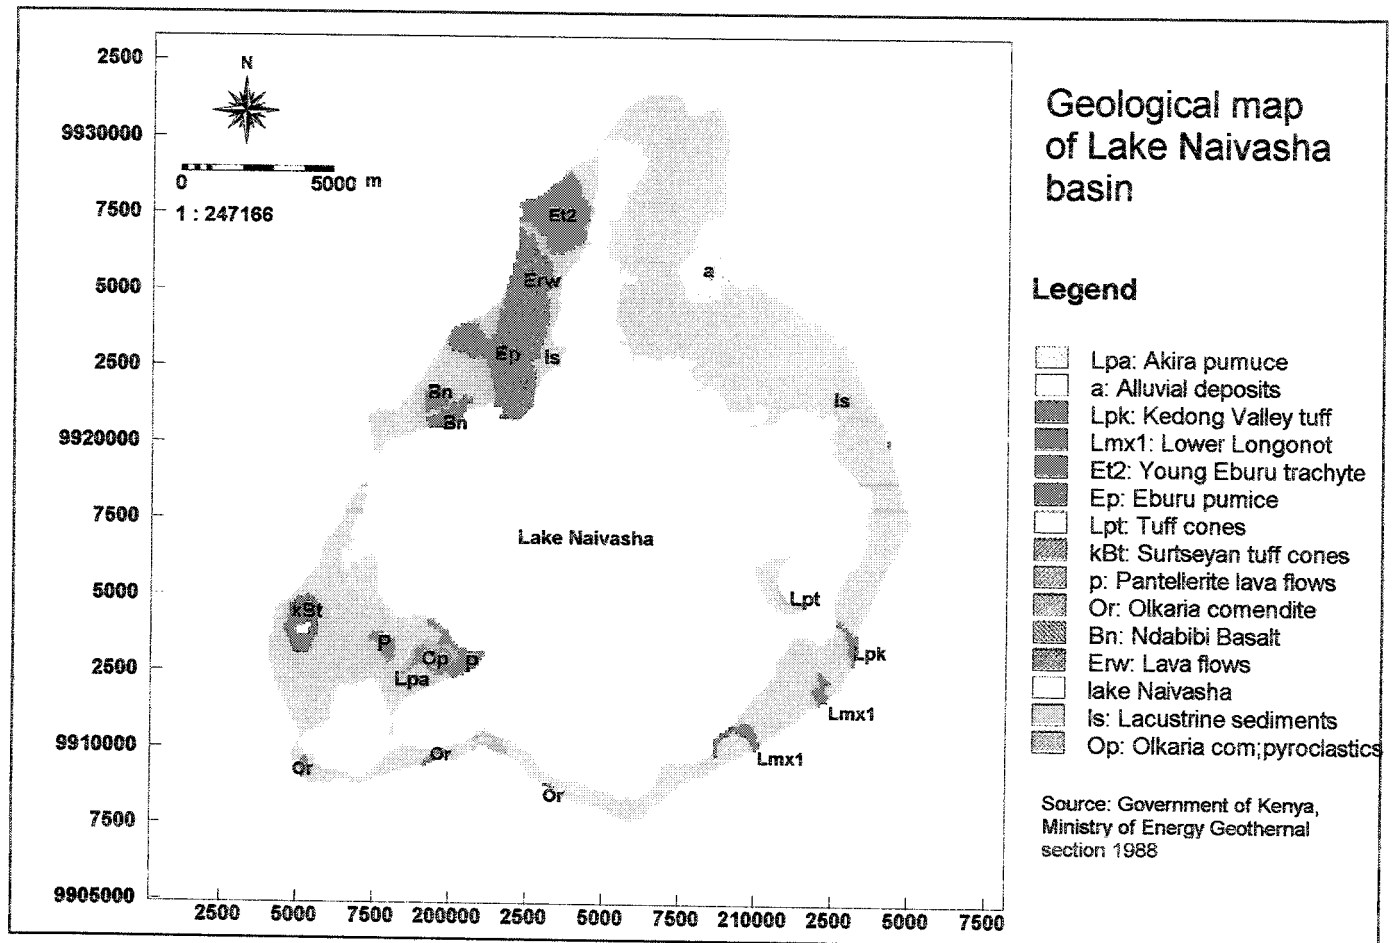 Geological map
of Lake Naivasha
basin
N
0 5000 m
1 : 247166
2500
9930000
7500
5000
2500
9920000
7500
5000
2500
9910000
7500
9905000
2500 5000 7500 200000 2500 5000 7500 210000 2500 5000 7500
Et2
a
Erw
Ep
ls
Bn
Bn
ls
Lake Naivasha
kBt
Lpt
P
Op
P
Lpk
Lpa
Lmx1
Or
Or
Lmx1
Or
Legend
Lpa: Akira pumuce
a: Alluvial deposits
Lpk: Kedong Valley tuff
Lmx1: Lower Longonot
Et2: Young Eburu trachyte
Ep: Eburu pumice
Lpt: Tuff cones
kBt: Surtseyan tuff cones
p: Pantellerite lava flows
Or: Olkaria comendite
Bn: Ndabibi Basalt
Erw: Lava flows
lake Naivasha
ls: Lacustrine sediments
Op: Olkaria com;pyroclastics
Source: Government of Kenya,
Ministry of Energy Geothernal
section 1988